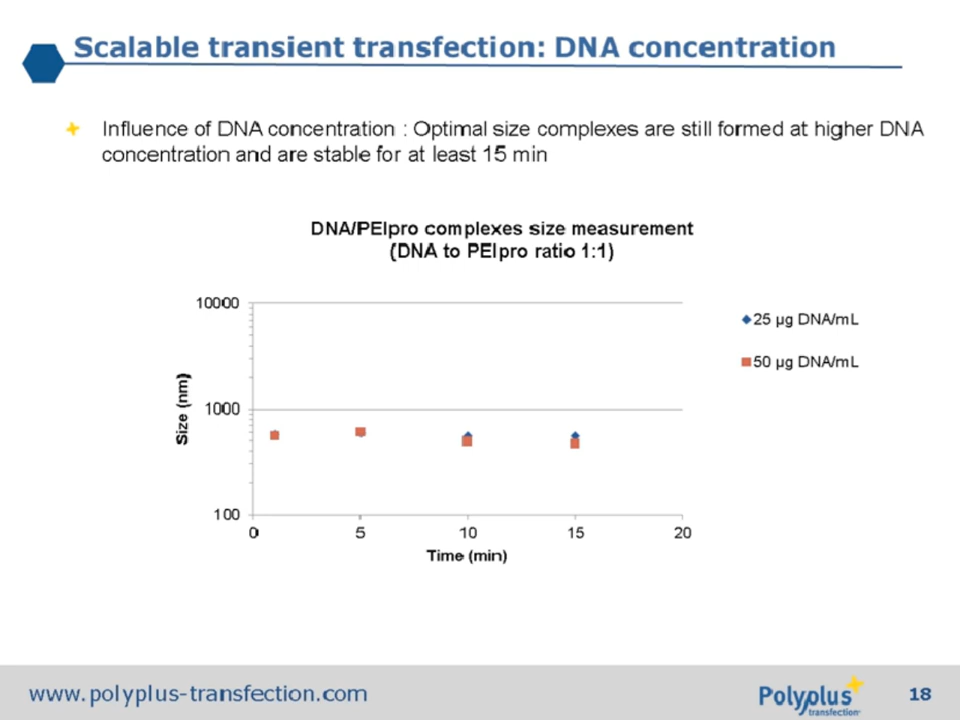 Scalable transient transfection: DNA concentration
Influence of DNA concentration : Optimal size complexes are still formed at higher DNA
concentration and are stable for at least 15 min
DNA/PEIpro complexes size measurement
(DNA to PEIpro ratio 1:1)
10000
1000
100
Size (nm)
0 5 10 15 20
Time (min)
25 µg DNA/mL
50 µg DNA/mL
www.polyplus-transfection.com
Polyplus
transfection
18